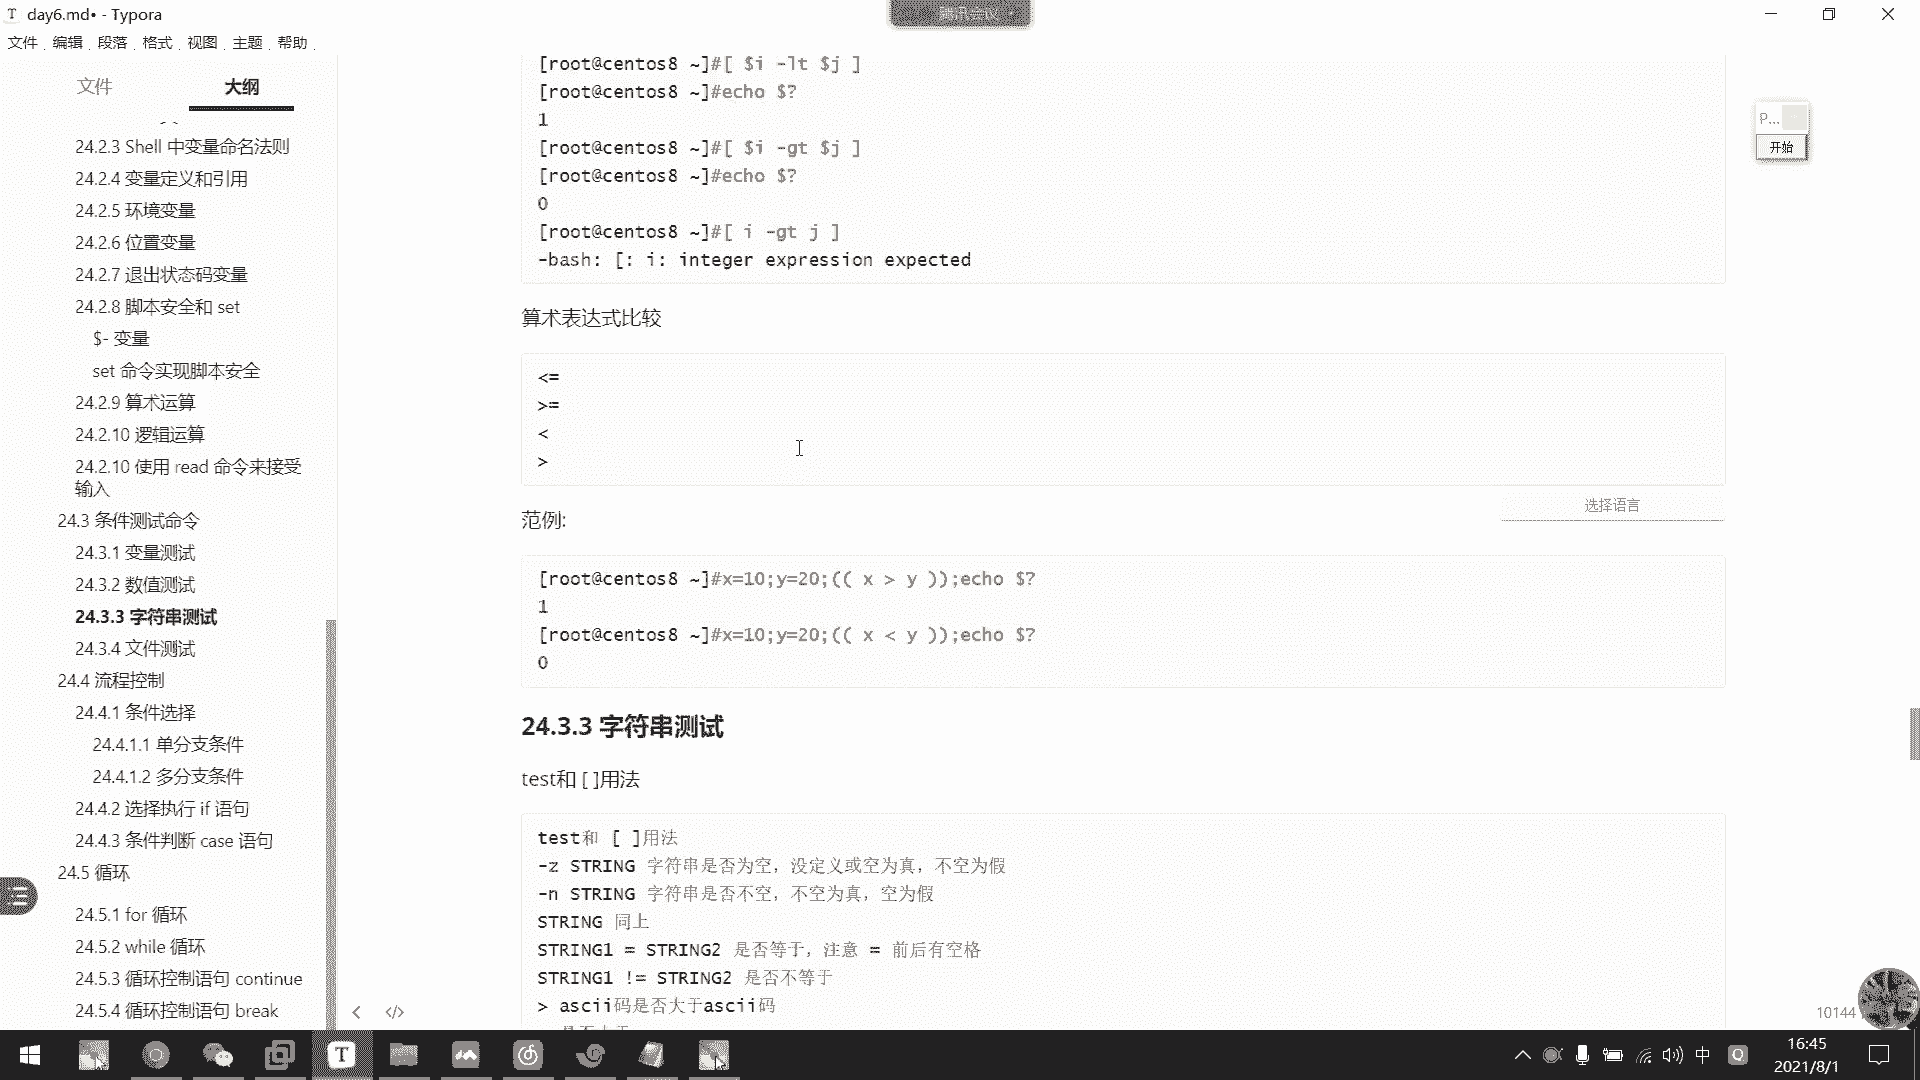 day6.md• - Typora
腾讯会议
文件 编辑 段落 格式 视图 主题 帮助
文件 大纲
24.2.3 Shell 中变量命名法则
24.2.4 变量定义和引用
24.2.5 环境变量
24.2.6 位置变量
24.2.7 退出状态码变量
24.2.8 脚本安全和 set
$- 变量
set 命令实现脚本安全
24.2.9 算术运算
24.2.10 逻辑运算
24.2.10 使用 read 命令来接受
输入
24.3 条件测试命令
24.3.1 变量测试
24.3.2 数值测试
24.3.3 字符串测试
24.3.4 文件测试
24.4 流程控制
24.4.1 条件选择
24.4.1.1 单分支条件
24.4.1.2 多分支条件
24.4.2 选择执行 if 语句
24.4.3 条件判断 case 语句
24.5 循环
24.5.1 for 循环
24.5.2 while 循环
24.5.3 循环控制语句 continue
24.5.4 循环控制语句 break
[root@centos8 ~]#[ $i -lt $j ]
[root@centos8 ~]#echo $?
1
[root@centos8 ~]#[ $i -gt $j ]
[root@centos8 ~]#echo $?
0
[root@centos8 ~]#[ i -gt j ]
-bash: [: i: integer expression expected
算术表达式比较
<=
>=
<
>
选择语言
范例:
[root@centos8 ~]#x=10;y=20;(( x > y ));echo $?
1
[root@centos8 ~]#x=10;y=20;(( x < y ));echo $?
0
24.3.3 字符串测试
test和 [ ]用法
test和 [ ]用法
-z STRING 字符串是否为空，没定义或空为真，不空为假
-n STRING 字符串是否不空，不空为真，空为假
STRING 同上
STRING1 = STRING2 是否等于，注意 = 前后有空格
STRING1 != STRING2 是否不等于
> ascii码是否大于ascii码
P...
开始
10144
中
16:45
2021/8/1